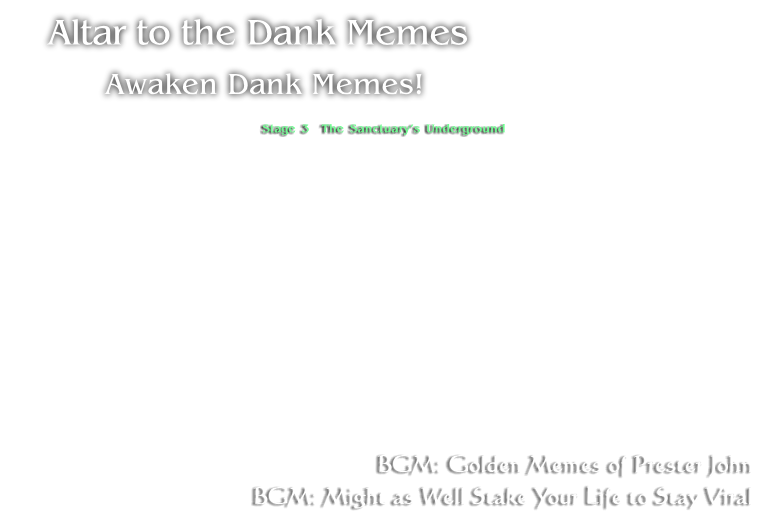 Altar to the Dank Memes
Awaken Dank Memes!
Stage 3 The Sanctuary's Underground
BGM: Golden Memes of Prester John
BGM: Might as Well Stake Your Life to Stay Viral